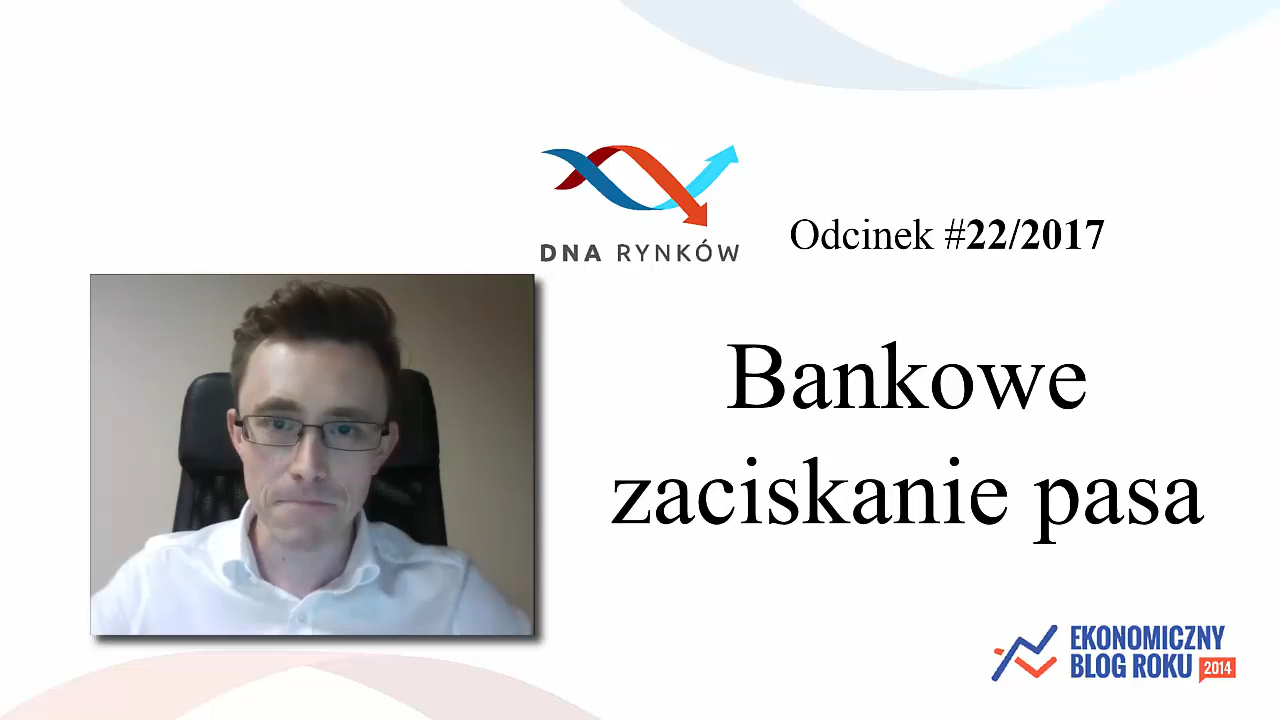 DNA RYNKÓW
Odcinek #22/2017
Bankowe
zaciskanie pasa
EKONOMICZNY
BLOG ROKU 2014